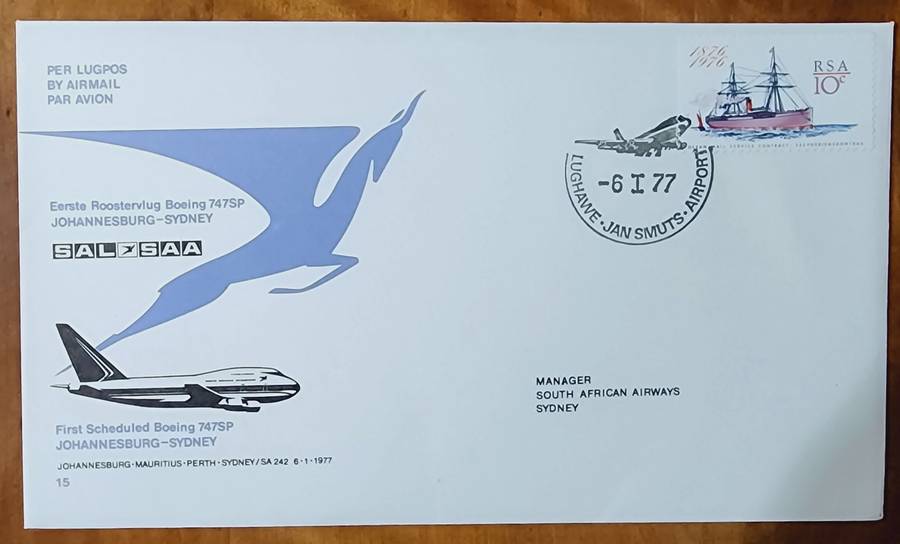 PER LUGPOS
BY AIRMAIL
PAR AVION
1876
1976
RSA
10c
-6 I 77
LUGHAWE · JAN SMUTS · AIRPORT
Eerste Roostervlug Boeing 747SP
JOHANNESBURG-SYDNEY
SAL SAA
MANAGER
SOUTH AFRICAN AIRWAYS
SYDNEY
First Scheduled Boeing 747SP
JOHANNESBURG-SYDNEY
JOHANNESBURG·MAURITIUS·PERTH·SYDNEY/SA 242 6·1·1977
15